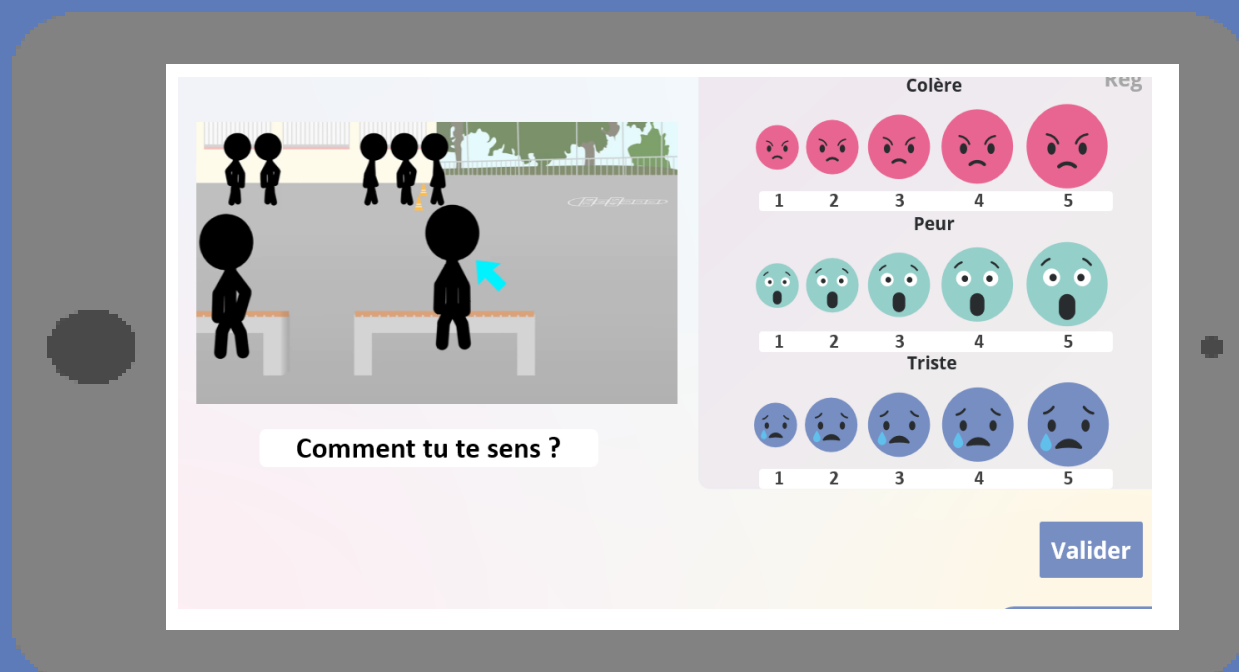 Comment tu te sens ?
Colère
1 2 3 4 5
Peur
1 2 3 4 5
Triste
1 2 3 4 5
Valider